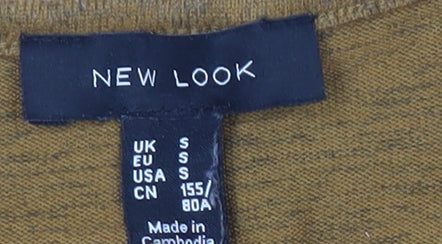 NEW LOOK
UK S
EU S
USA S
CN 155/
80A
Made in
Cambodia